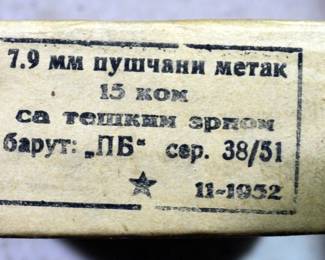 7.9 мм пушчани метак
15 ком
са тешким зрном
барут: „ПБ“ сер. 38/51
11-1952